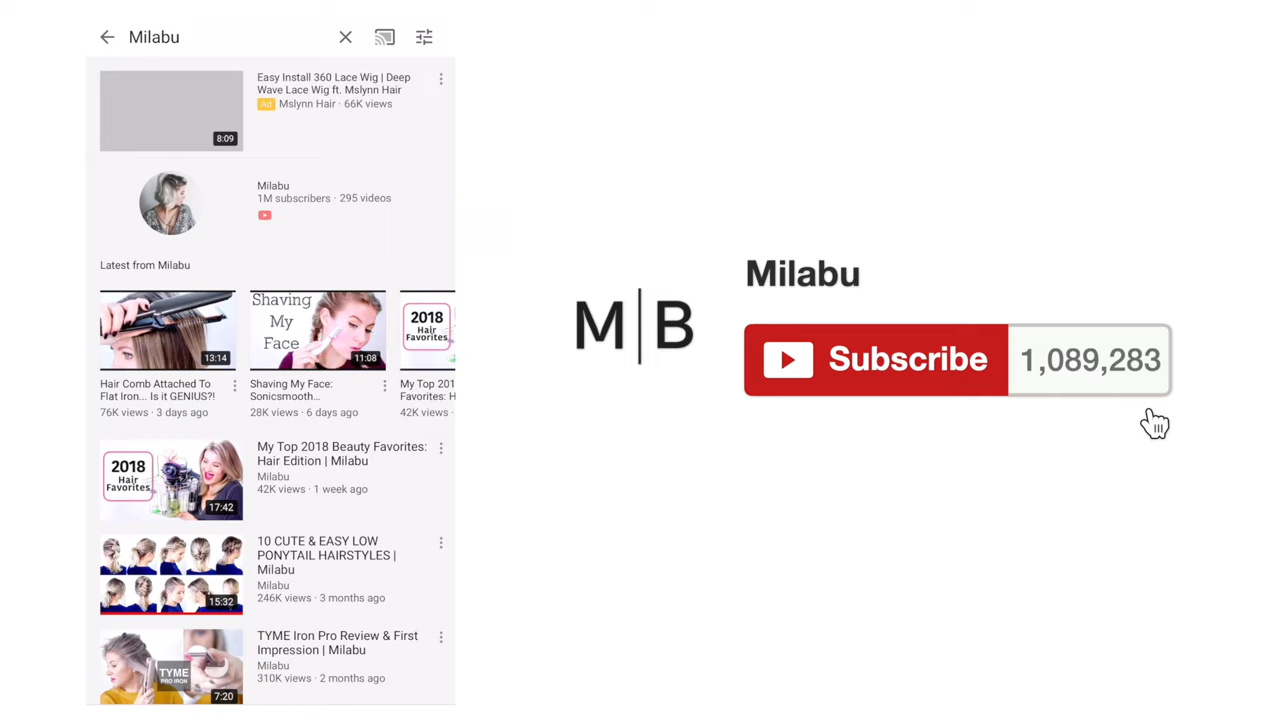 Milabu
Easy Install 360 Lace Wig | Deep
Wave Lace Wig ft. Mslynn Hair
Ad Mslynn Hair · 66K views
8:09
Milabu
1M subscribers · 295 videos
Latest from Milabu
13:14
Hair Comb Attached To
Flat Iron... Is it GENIUS?!
76K views · 3 days ago
Shaving
My
Face
11:08
Shaving My Face:
Sonicsmooth...
28K views · 6 days ago
2018
Hair
Favorites
My Top 201
Favorites: H
42K views ·
2018
Hair
Favorites
17:42
My Top 2018 Beauty Favorites:
Hair Edition | Milabu
Milabu
42K views · 1 week ago
15:32
10 CUTE & EASY LOW
PONYTAIL HAIRSTYLES |
Milabu
Milabu
246K views · 3 months ago
TYME
PRO IRON
7:20
TYME Iron Pro Review & First
Impression | Milabu
Milabu
310K views · 2 months ago
M|B
Milabu
Subscribe 1,089,283